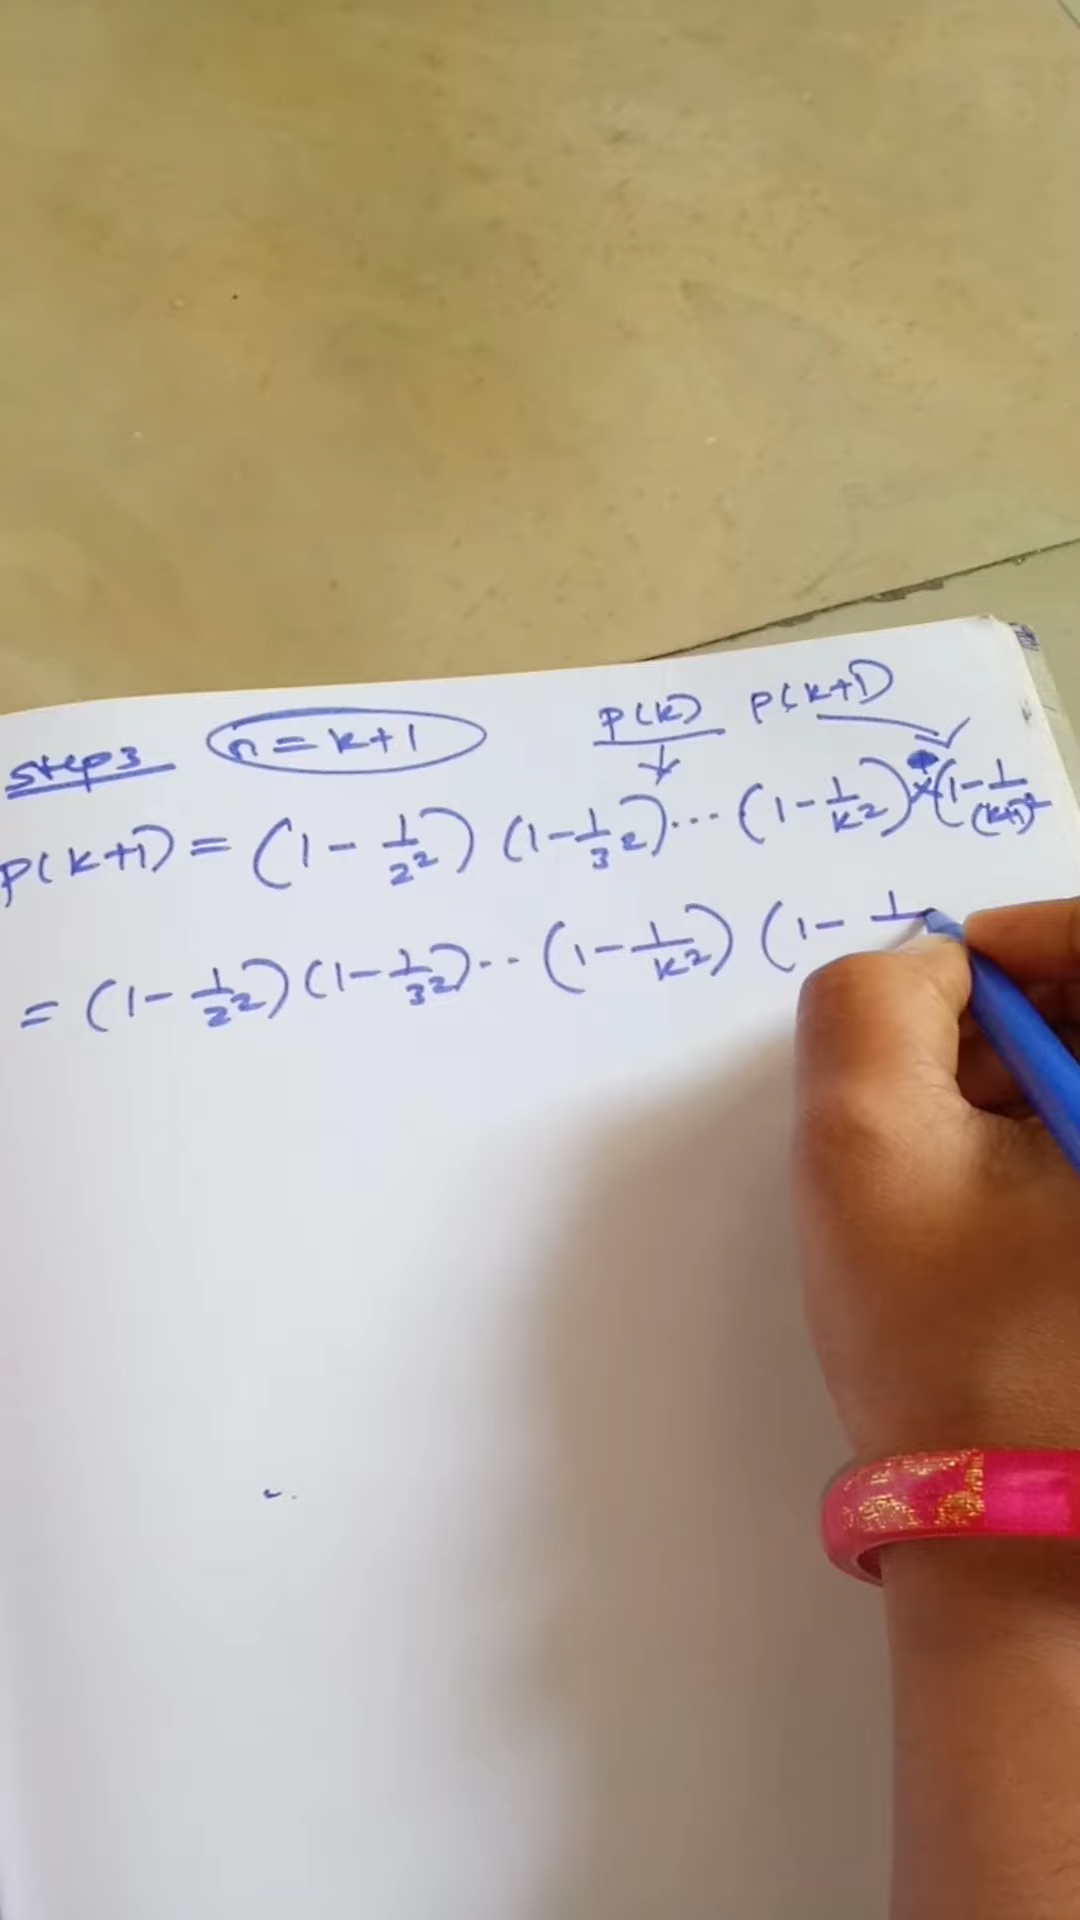 P(k) P(k+1)
Step3 n = k+1
P(k+1) = (1 - 1/2²) (1 - 1/3²) ... (1 - 1/k²) × (1 - 1/(k+1)²
= (1 - 1/2²) (1 - 1/3²) .. (1 - 1/k²) (1 - 1/